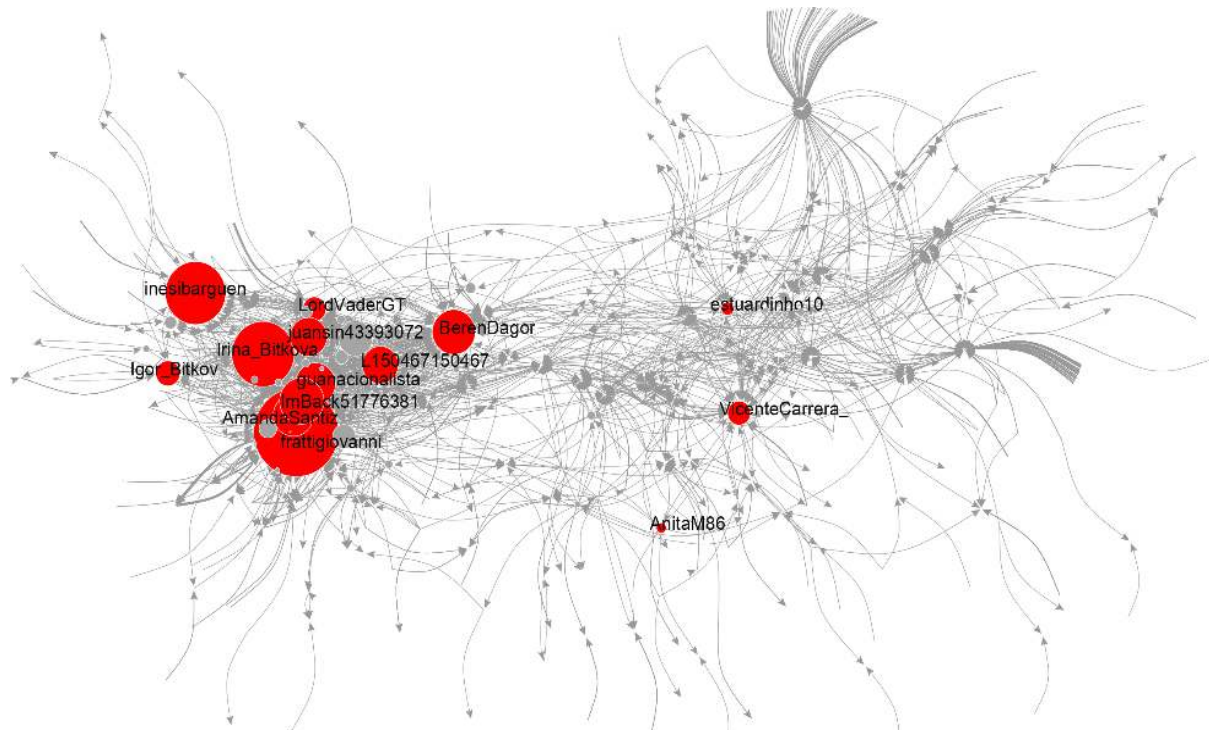 inesibarguen
LordVaderGT
estuardinho10
juansin43393072
BerenDagor
Irina_Bitkova
L150467150467
Igor_Bitkov
guanacionalista
ImBack51776381
VicenteCarrera_
AmandaSantiz
frattigiovanni
AnitaM86